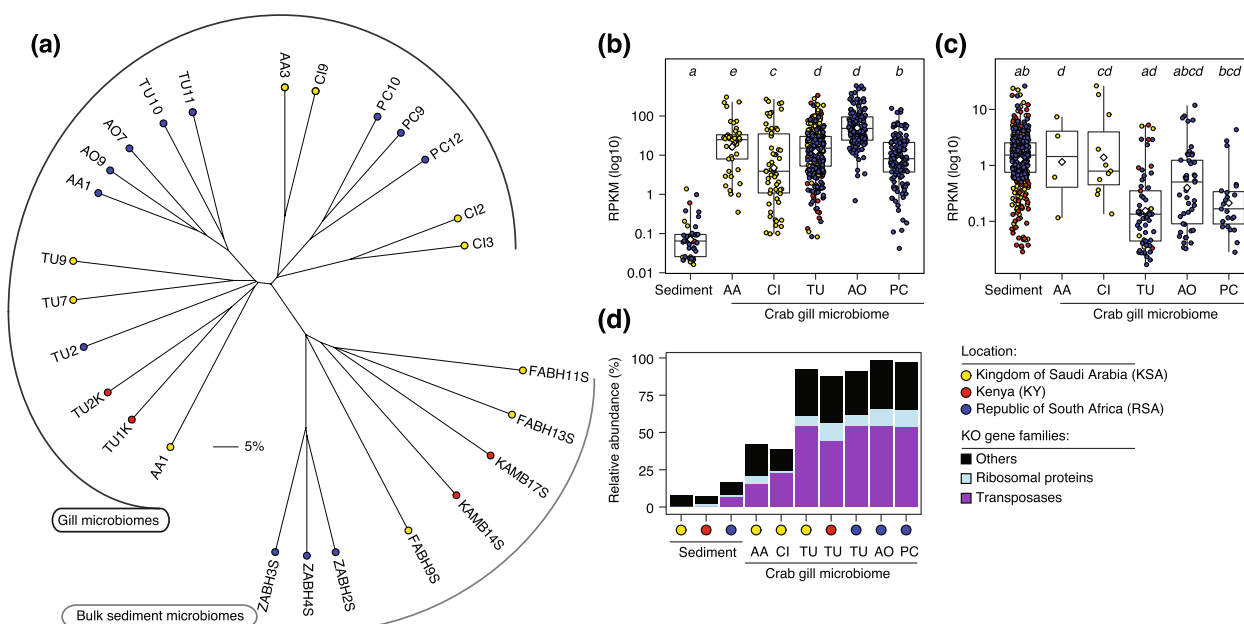 (a)
AA3
CI9
PC10
PC9
PC12
CI2
CI3
TU11
TU10
AO7
AO9
AA1
TU9
TU7
TU2
TU2K
TU1K
AA1
5%
FABH11S
FABH13S
KAMB17S
KAMB14S
FABH9S
ZABH2S
ZABH4S
ZABH3S
Gill microbiomes
Bulk sediment microbiomes
(b)
a e c d d b
RPKM (log10)
100
10
1
0.1
0.01
Sediment AA CI TU AO PC
Crab gill microbiome
(c)
ab d cd ad abcd bcd
RPKM (log10)
10
1
0.1
Sediment AA CI TU AO PC
Crab gill microbiome
(d)
Relative abundance (%)
100
75
50
25
0
Sediment AA CI TU TU TU AO PC
Crab gill microbiome
Location:
Kingdom of Saudi Arabia (KSA)
Kenya (KY)
Republic of South Africa (RSA)
KO gene families:
Others
Ribosomal proteins
Transposases